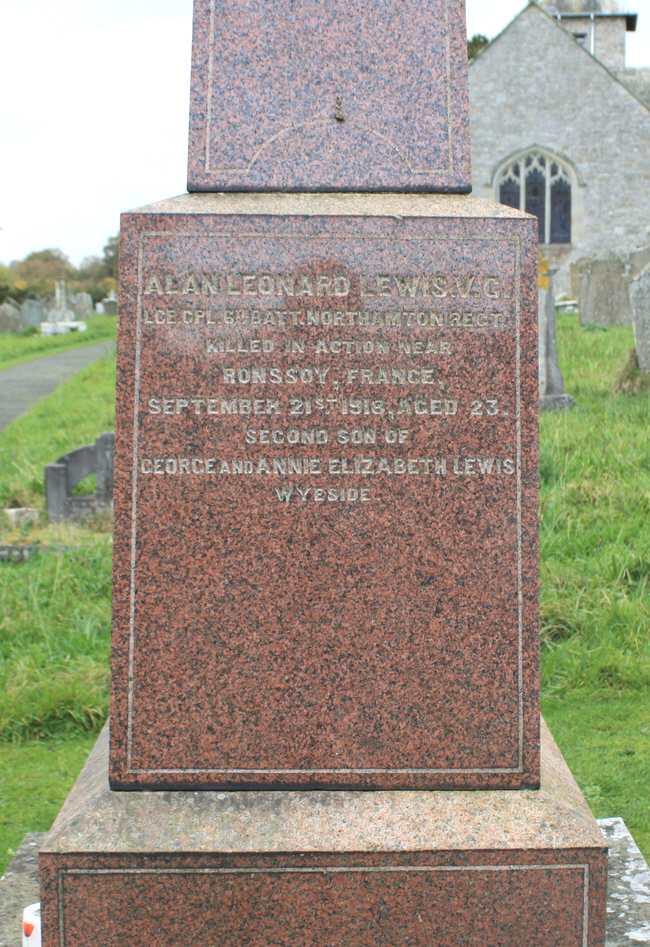 ALAN LEONARD LEWIS. V.C.
LCE. CPL. 6TH BATT. NORTHAMTON REGT.
KILLED IN ACTION NEAR
RONSSOY, FRANCE,
SEPTEMBER 21ST 1918, AGED 23.
SECOND SON OF
GEORGE AND ANNIE ELIZABETH LEWIS
WYESIDE.